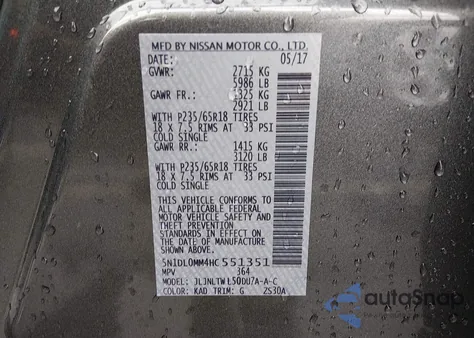 MFD BY NISSAN MOTOR CO., LTD.
DATE: 05/17
GVWR: 2715 KG
5986 LB
GAWR FR.: 1325 KG
2921 LB
WITH P235/65R18 TIRES
18 X 7.5 RIMS AT 33 PSI
COLD SINGLE
GAWR RR.: 1415 KG
3120 LB
WITH P235/65R18 TIRES
18 X 7.5 RIMS AT 33 PSI
COLD SINGLE
THIS VEHICLE CONFORMS TO
ALL APPLICABLE FEDERAL
MOTOR VEHICLE SAFETY
AND THEFT PREVENTION
STANDARDS IN EFFECT ON
THE DATE OF MANUFACTURE
SHOWN ABOVE.
5N1DL0MM4HC551351
MPV 364
MODEL:
COLOR: KAD TRIM: G 2S30A
autoSnap